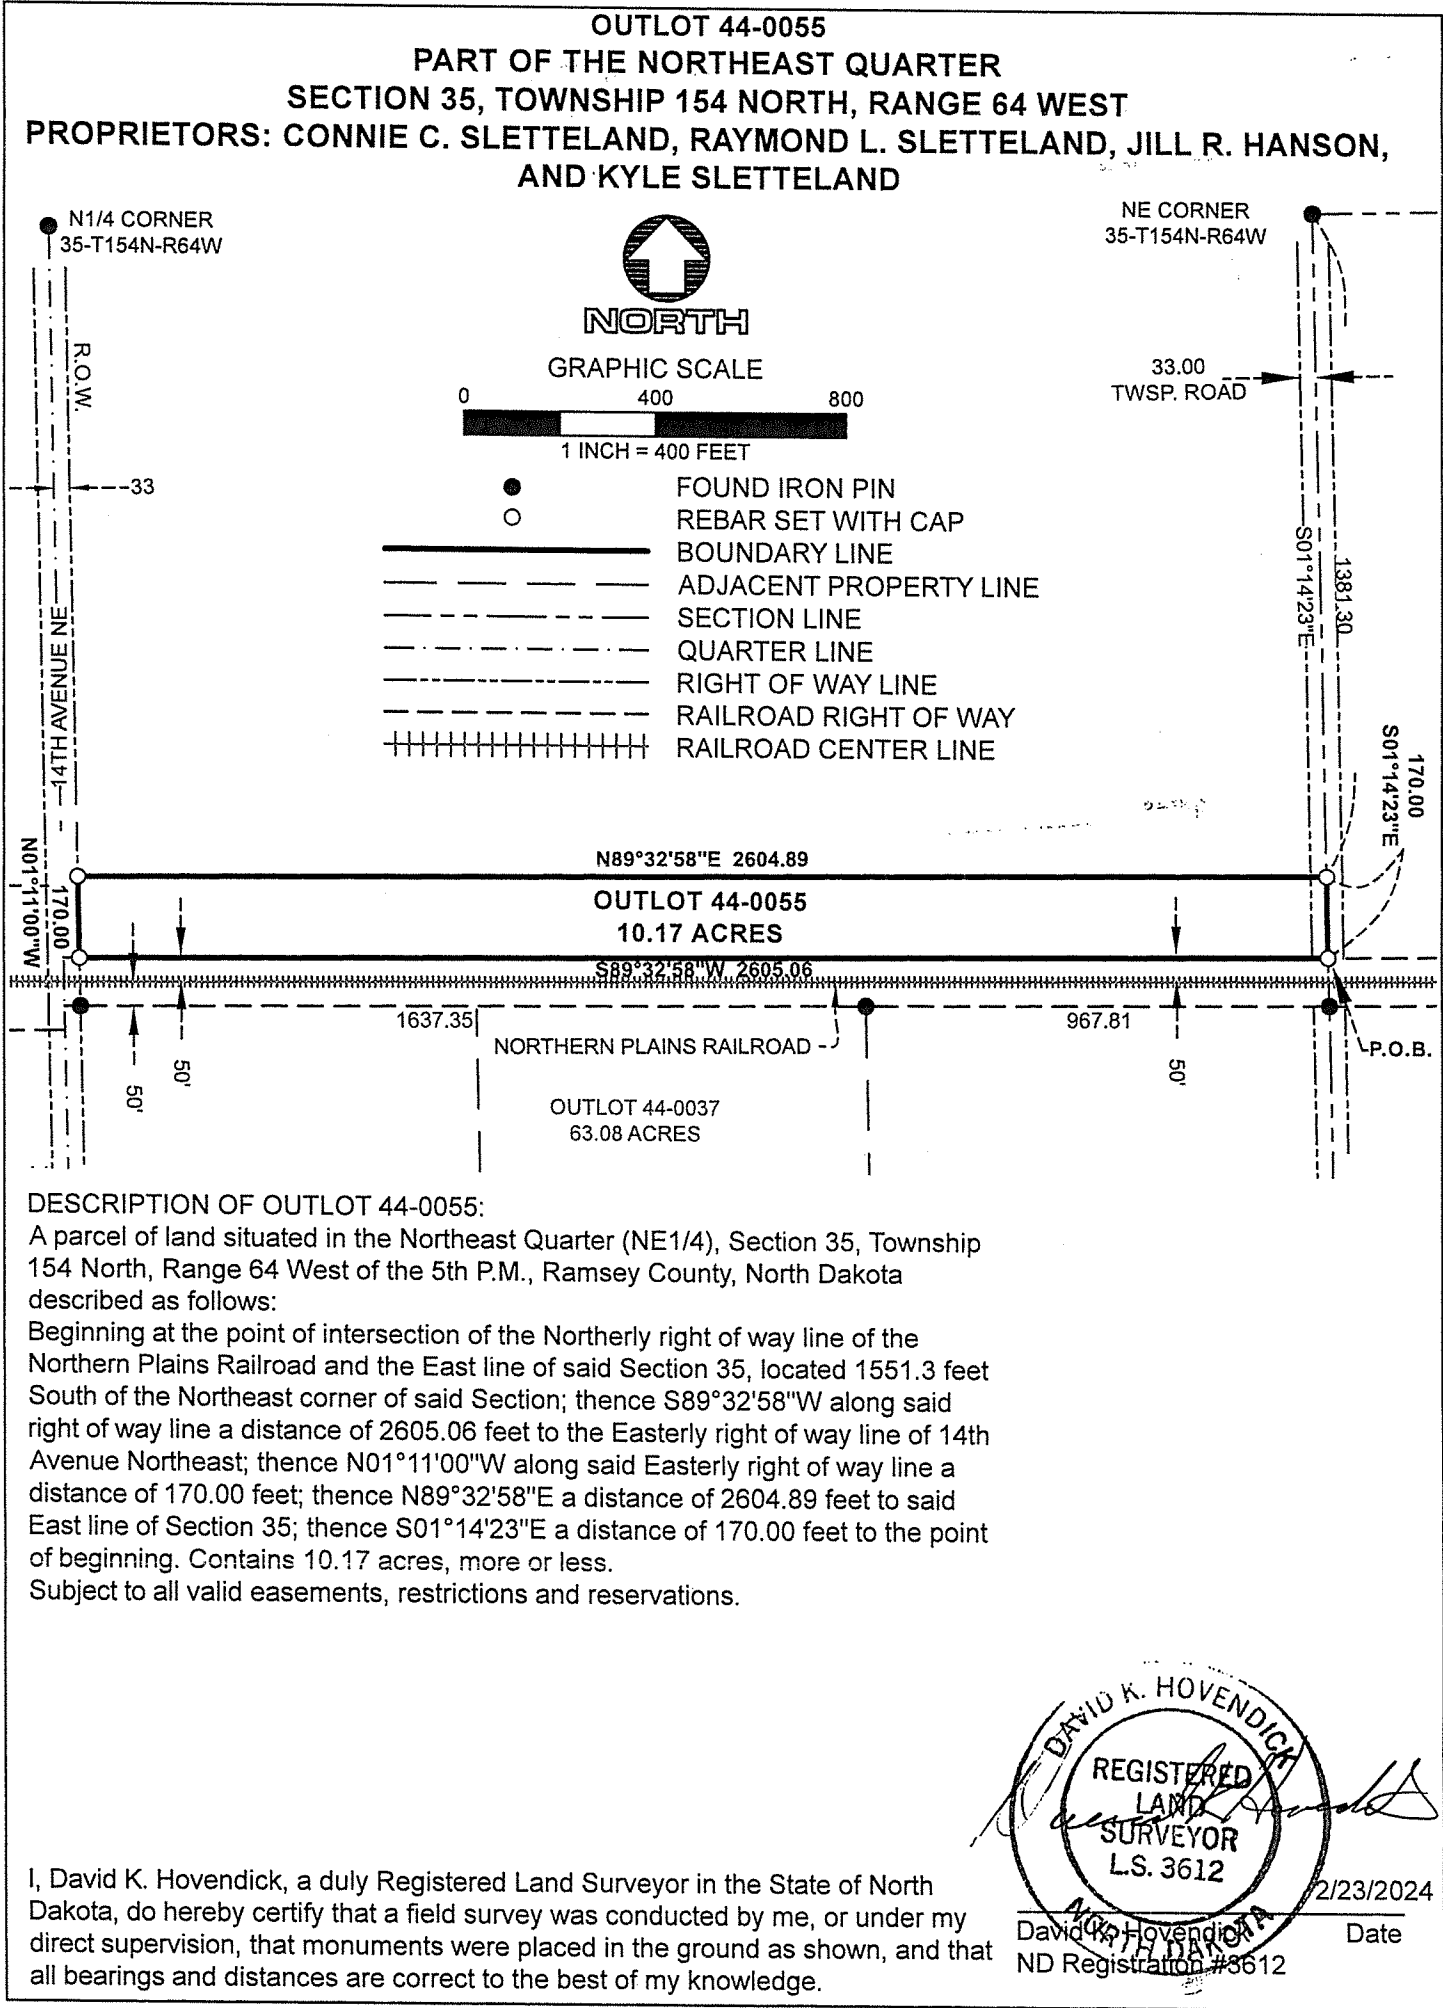 OUTLOT 44-0055
PART OF THE NORTHEAST QUARTER
SECTION 35, TOWNSHIP 154 NORTH, RANGE 64 WEST
PROPRIETORS: CONNIE C. SLETTELAND, RAYMOND L. SLETTELAND, JILL R. HANSON,
AND KYLE SLETTELAND
N1/4 CORNER
35-T154N-R64W
NE CORNER
35-T154N-R64W
NORTH
GRAPHIC SCALE
0 400 800
1 INCH = 400 FEET
R.O.W.
33.00
TWSP. ROAD
33
FOUND IRON PIN
REBAR SET WITH CAP
BOUNDARY LINE
ADJACENT PROPERTY LINE
SECTION LINE
QUARTER LINE
RIGHT OF WAY LINE
RAILROAD RIGHT OF WAY
RAILROAD CENTER LINE
14TH AVENUE NE
S01°14'23"E
1381.30
170.00
S01°14'23"E
N01°11'00"W
170.00
N89°32'58"E 2604.89
OUTLOT 44-0055
10.17 ACRES
S89°32'58"W 2605.06
1637.35
967.81
NORTHERN PLAINS RAILROAD
P.O.B.
50'
50'
50'
OUTLOT 44-0037
63.08 ACRES
DESCRIPTION OF OUTLOT 44-0055:
A parcel of land situated in the Northeast Quarter (NE1/4), Section 35, Township
154 North, Range 64 West of the 5th P.M., Ramsey County, North Dakota
described as follows:
Beginning at the point of intersection of the Northerly right of way line of the
Northern Plains Railroad and the East line of said Section 35, located 1551.3 feet
South of the Northeast corner of said Section; thence S89°32'58"W along said
right of way line a distance of 2605.06 feet to the Easterly right of way line of 14th
Avenue Northeast; thence N01°11'00"W along said Easterly right of way line a
distance of 170.00 feet; thence N89°32'58"E a distance of 2604.89 feet to said
East line of Section 35; thence S01°14'23"E a distance of 170.00 feet to the point
of beginning. Contains 10.17 acres, more or less.
Subject to all valid easements, restrictions and reservations.
DAVID K. HOVENDICK
REGISTERED
LAND
SURVEYOR
L.S. 3612
NORTH DAKOTA
I, David K. Hovendick, a duly Registered Land Surveyor in the State of North
Dakota, do hereby certify that a field survey was conducted by me, or under my
direct supervision, that monuments were placed in the ground as shown, and that
all bearings and distances are correct to the best of my knowledge.
2/23/2024
David K. Hovendick Date
ND Registration #3612